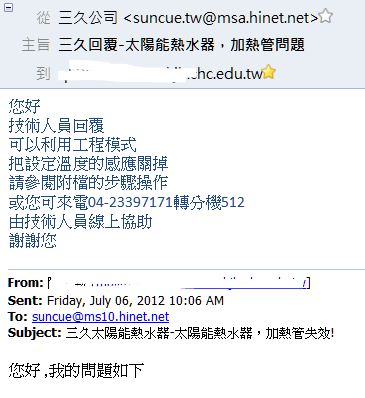 從 三久公司 <suncue.tw@msa.hinet.net>
主旨 三久回覆-太陽能熱水器，加熱管問題
到 hc.edu.tw
您好
技術人員回覆
可以利用工程模式
把設定溫度的感應關掉
請參閱附檔的步驟操作
或您可來電04-23397171轉分機512
由技術人員線上協助
謝謝您
From: [
Sent: Friday, July 06, 2012 10:06 AM
To: suncue@ms10.hinet.net
Subject: 三久太陽能熱水器-太陽能熱水器，加熱管失效!
您好 ,我的問題如下